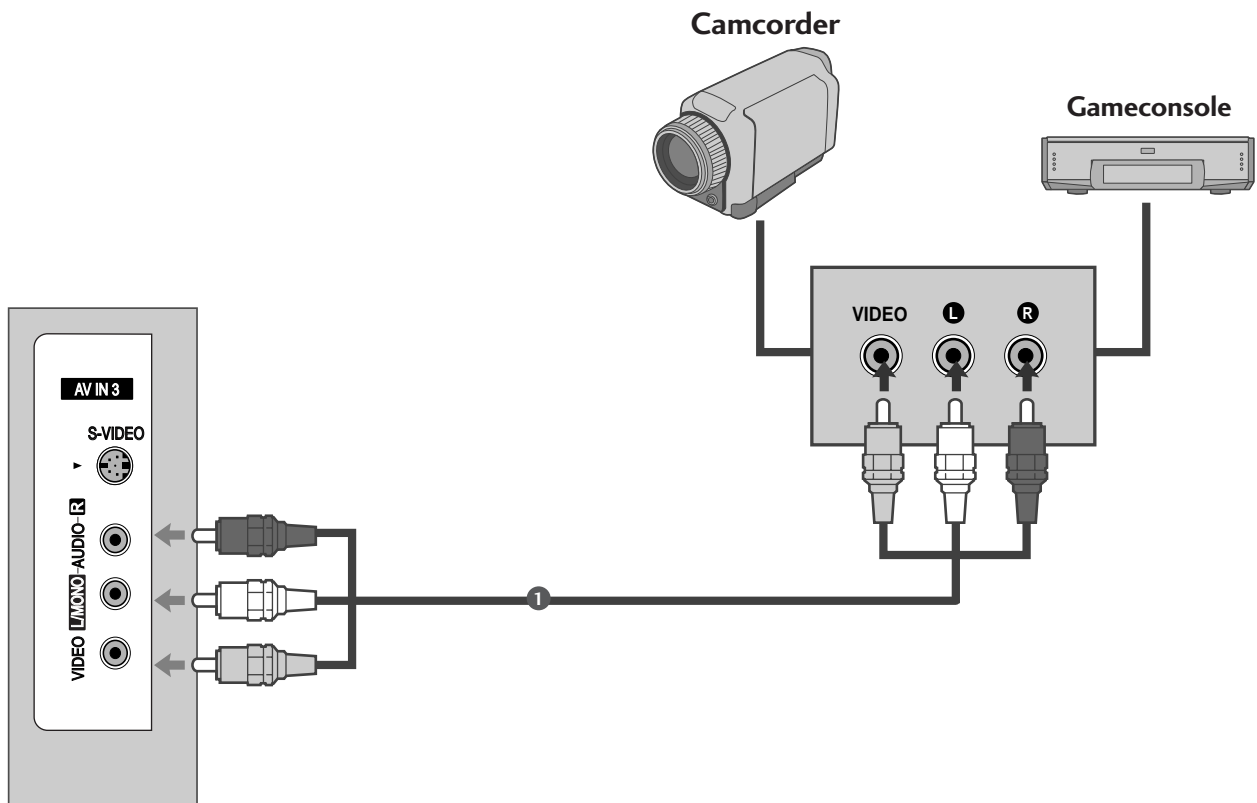 Camcorder
Gameconsole
VIDEO L R
AV IN 3
S-VIDEO
VIDEO L/MONO-AUDIO-R
1